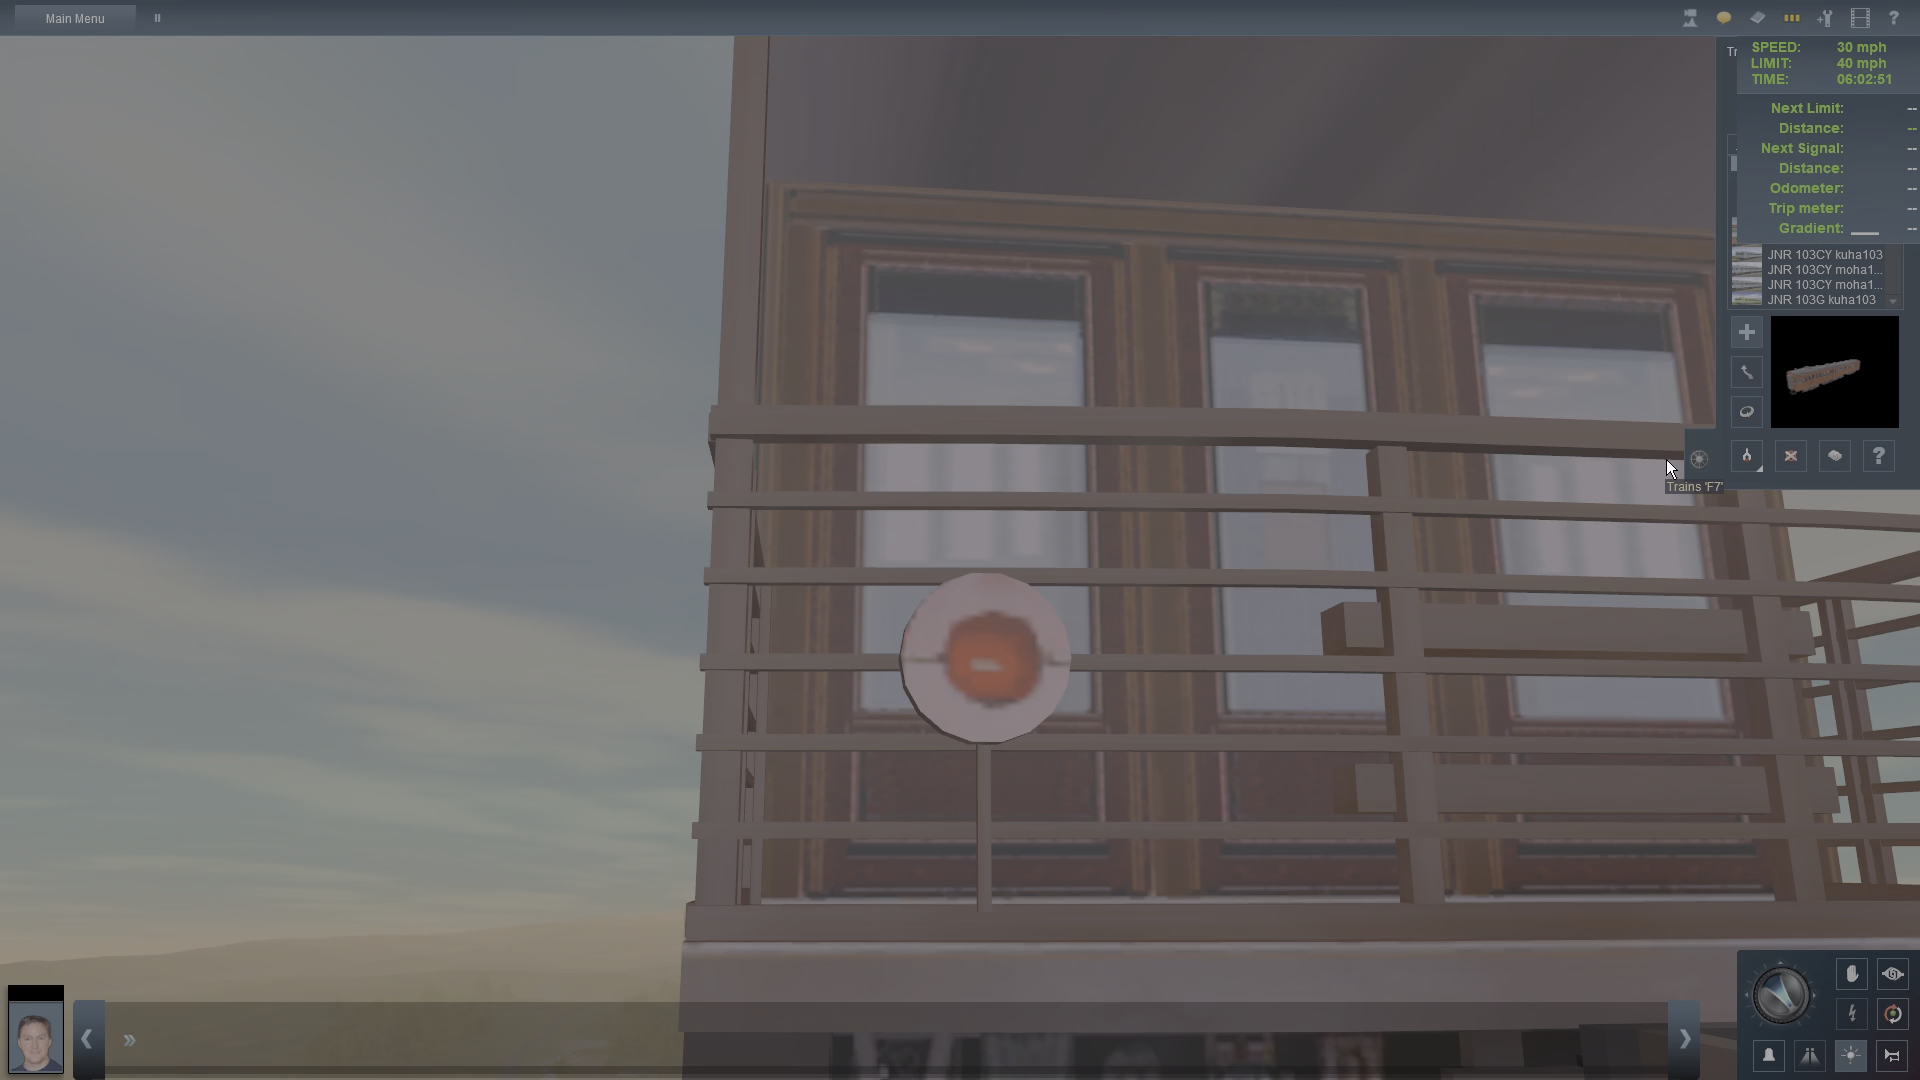 Main Menu
Tr
SPEED: 30 mph
LIMIT: 40 mph
TIME: 06:02:51
Next Limit: --
Distance: --
Next Signal: --
Distance: --
Odometer: --
Trip meter: --
Gradient: --
JNR 103CY kuha103
JNR 103CY moha1...
JNR 103CY moha1...
JNR 103G kuha103
Trains 'F7'